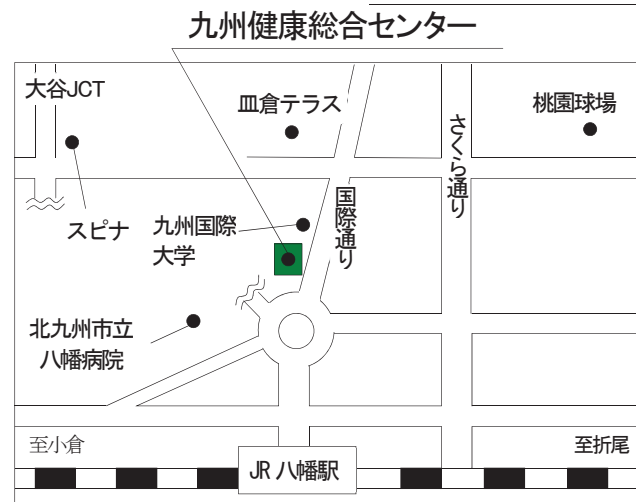 九州健康総合センター
大谷JCT
皿倉テラス
桃園球場
さくら通り
国際通り
スピナ
九州国際
大学
北九州市立
八幡病院
至小倉
至折尾
JR 八幡駅